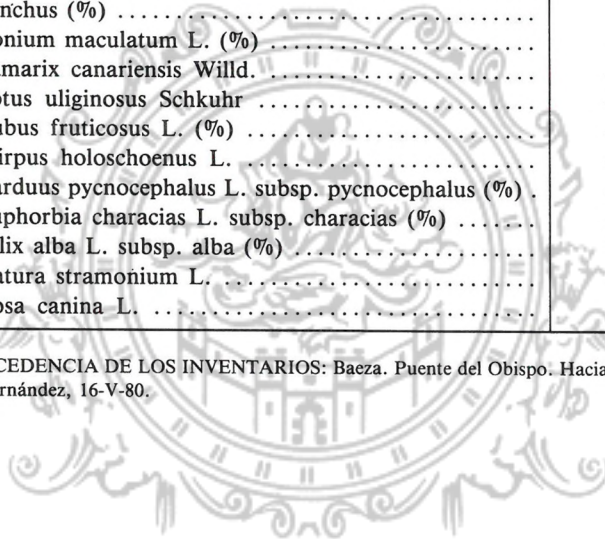 nchus (%) ........................................
onium maculatum L. (%) ........................
marix canariensis Willd. ........................
otus uliginosus Schkuhr ........................
ubus fruticosus L. (%) ........................
irpus holoschoenus L. ........................
arduus pycnocephalus L. subsp. pycnocephalus (%) .
uphorbia characias L. subsp. characias (%) .......
lix alba L. subsp. alba (%) ........................
atura stramonium L. ........................
osa canina L. ........................
CEDENCIA DE LOS INVENTARIOS: Baeza. Puente del Obispo. Hacia
rnández, 16-V-80.